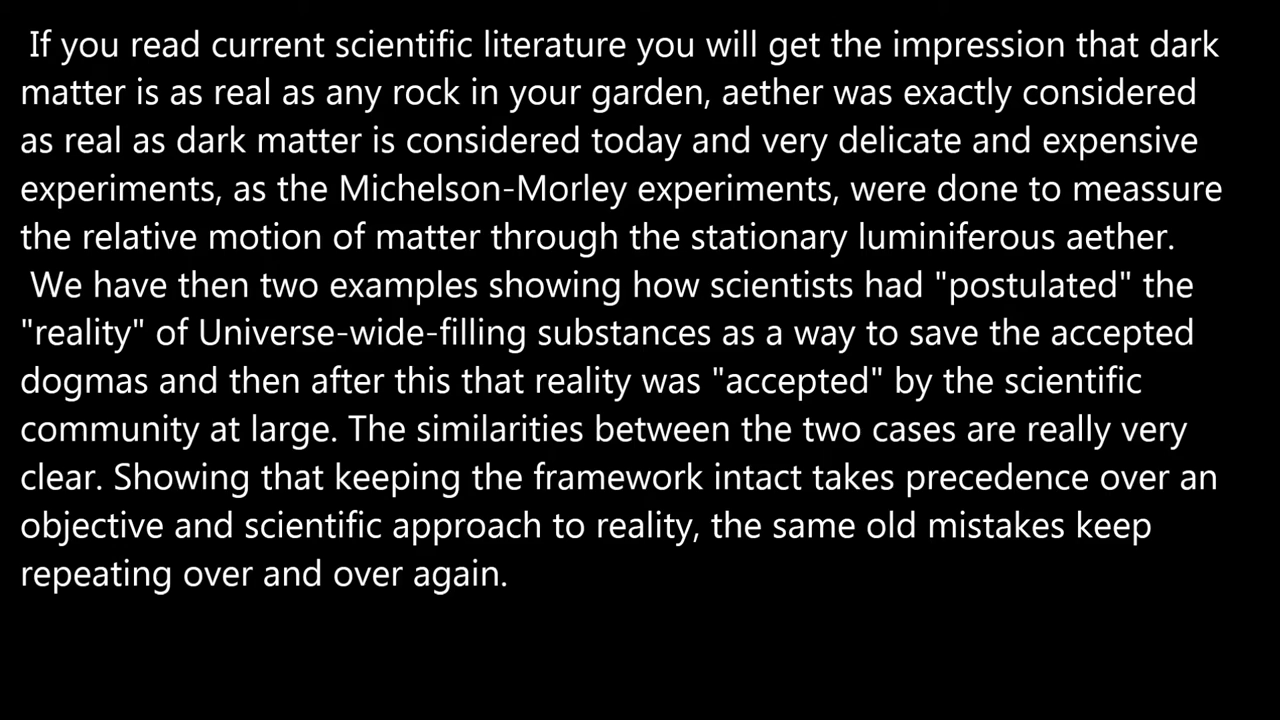 If you read current scientific literature you will get the impression that dark
matter is as real as any rock in your garden, aether was exactly considered
as real as dark matter is considered today and very delicate and expensive
experiments, as the Michelson-Morley experiments, were done to meassure
the relative motion of matter through the stationary luminiferous aether.
We have then two examples showing how scientists had "postulated" the
"reality" of Universe-wide-filling substances as a way to save the accepted
dogmas and then after this that reality was "accepted" by the scientific
community at large. The similarities between the two cases are really very
clear. Showing that keeping the framework intact takes precedence over an
objective and scientific approach to reality, the same old mistakes keep
repeating over and over again.